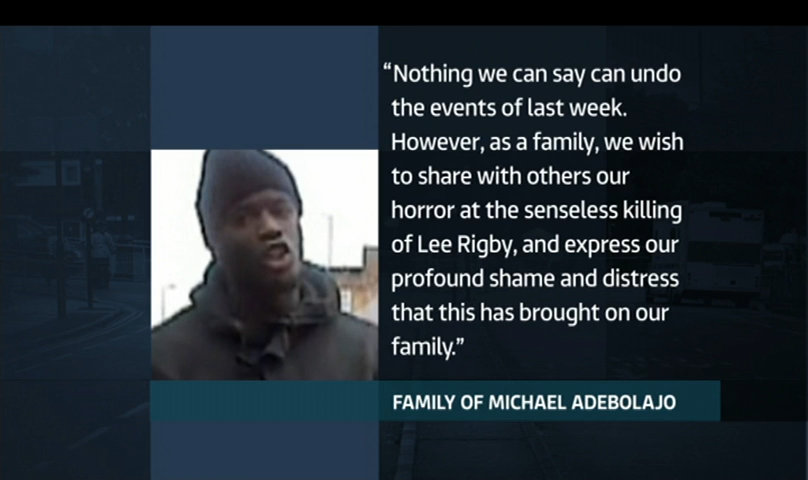 “Nothing we can say can undo
the events of last week.
However, as a family, we wish
to share with others our
horror at the senseless killing
of Lee Rigby, and express our
profound shame and distress
that this has brought on our
family.”
FAMILY OF MICHAEL ADEBOLAJO